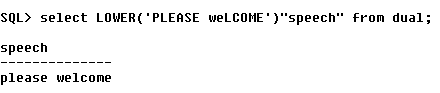 SQL> select LOWER('PLEASE weLCOME')"speech" from dual;
speech
--------------
please welcome